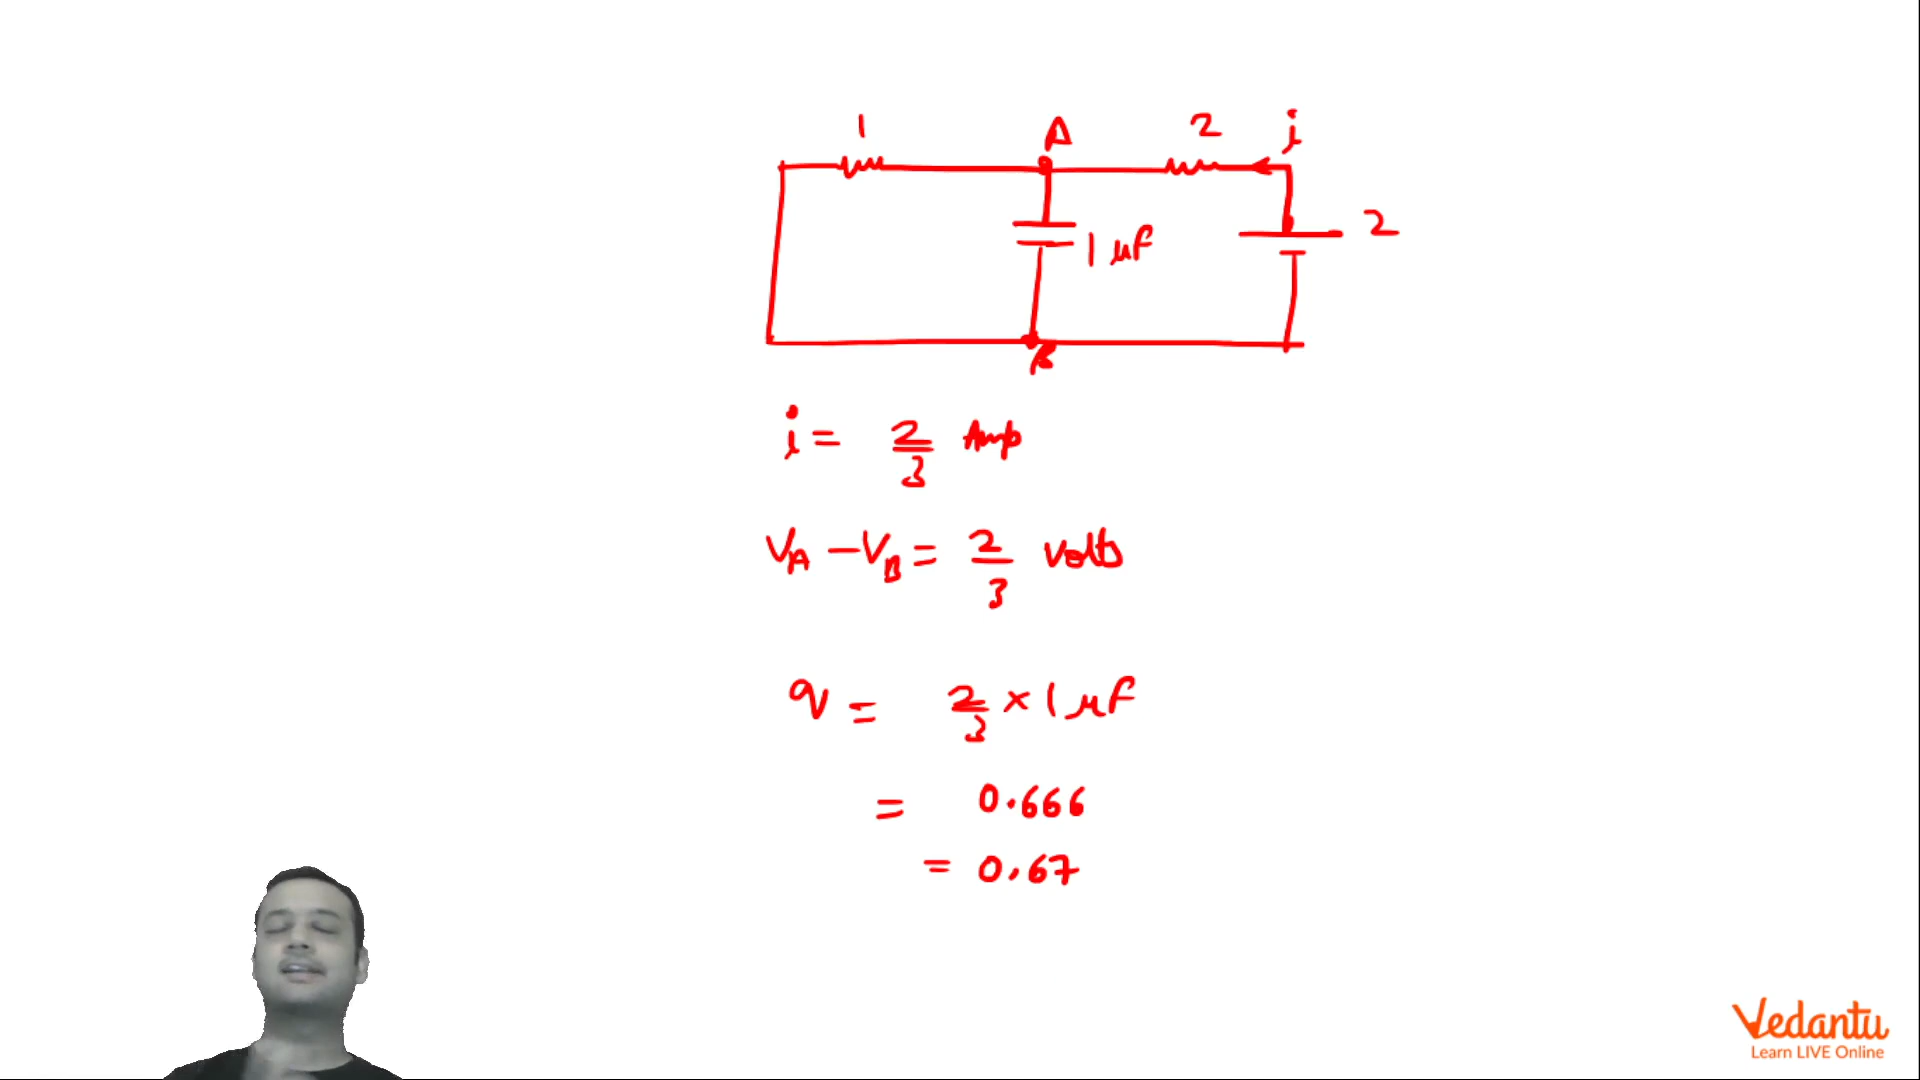 1 A 2 i
1 μF 2
B
i = 2/3 Amp
VA - VB = 2/3 volts
q = 2/3 × 1 μF
= 0.666
= 0.67
Vedantu
Learn LIVE Online